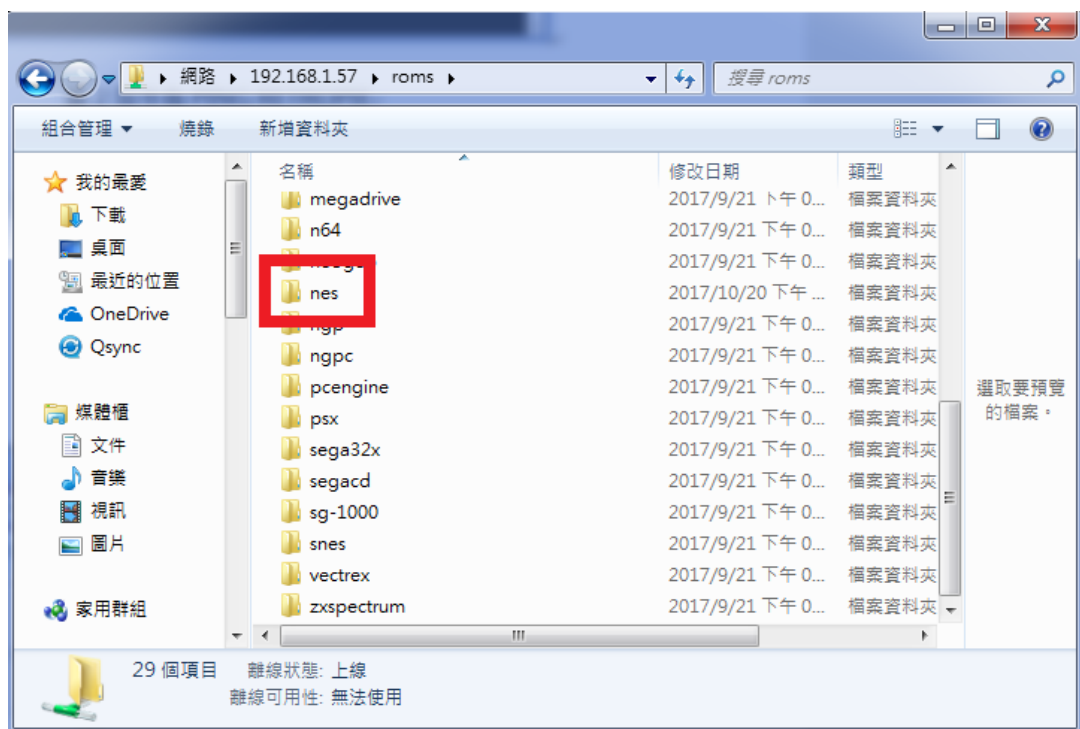 網路 192.168.1.57 roms 搜尋 roms
組合管理 燒錄 新增資料夾
我的最愛
下載
桌面
最近的位置
OneDrive
Qsync
媒體櫃
文件
音樂
視訊
圖片
家用群組
名稱 修改日期 類型
megadrive 2017/9/21 下午 0... 檔案資料夾
n64 2017/9/21 下午 0... 檔案資料夾
2017/9/21 下午 0... 檔案資料夾
nes 2017/10/20 下午 ... 檔案資料夾
ngp 2017/9/21 下午 0... 檔案資料夾
ngpc 2017/9/21 下午 0... 檔案資料夾
pcengine 2017/9/21 下午 0... 檔案資料夾
psx 2017/9/21 下午 0... 檔案資料夾
sega32x 2017/9/21 下午 0... 檔案資料夾
segacd 2017/9/21 下午 0... 檔案資料夾
sg-1000 2017/9/21 下午 0... 檔案資料夾
snes 2017/9/21 下午 0... 檔案資料夾
vectrex 2017/9/21 下午 0... 檔案資料夾
zxspectrum 2017/9/21 下午 0... 檔案資料夾
選取要預覽
的檔案。
29 個項目 離線狀態: 上線
離線可用性: 無法使用